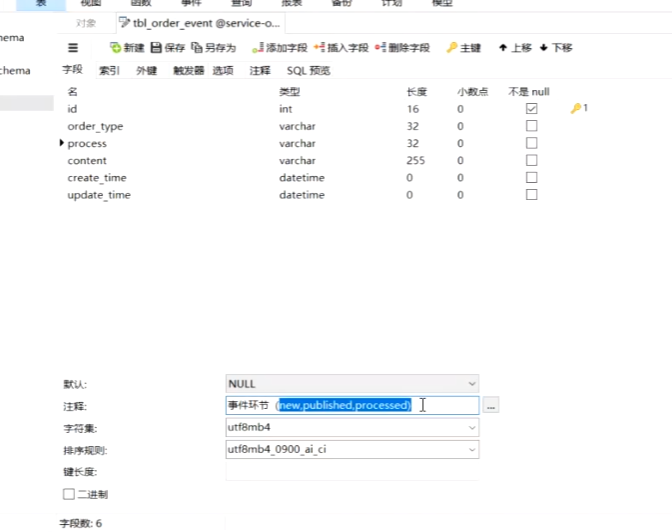 表 视图 函数 事件 查询 报表 备份 计划 模型
对象 tbl_order_event @service-o...
hema
新建 保存 另存为 添加字段 插入字段 删除字段 主键 上移 下移
chema
字段 索引 外键 触发器 选项 注释 SQL 预览
名 类型 长度 小数点 不是 null
id int 16 0 1
order_type varchar 32 0
process varchar 32 0
content varchar 255 0
create_time datetime 0 0
update_time datetime 0 0
默认: NULL
注释: 事件环节（new,published,processed) ...
字符集: utf8mb4
排序规则: utf8mb4_0900_ai_ci
键长度:
二进制
字段数: 6